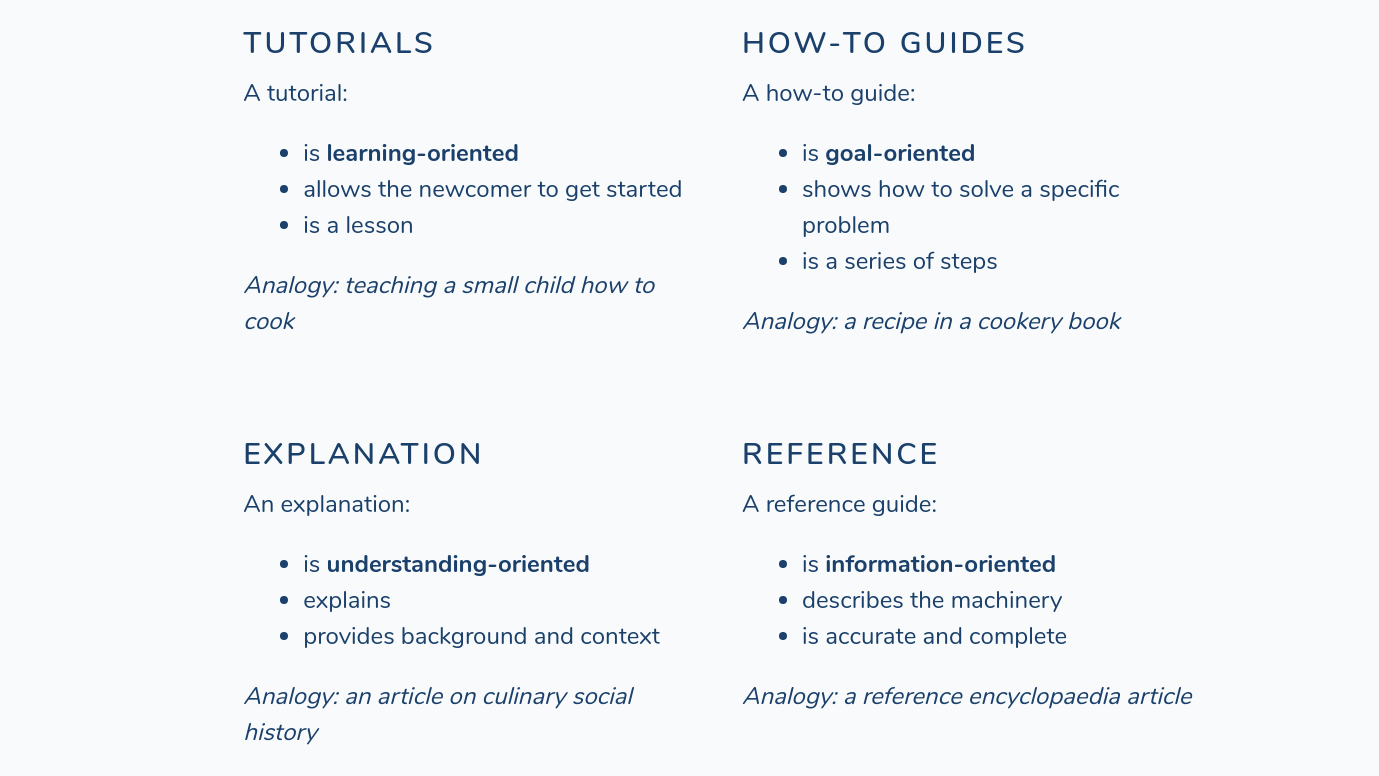 TUTORIALS
A tutorial:
• is learning-oriented
• allows the newcomer to get started
• is a lesson
Analogy: teaching a small child how to
cook
HOW-TO GUIDES
A how-to guide:
• is goal-oriented
• shows how to solve a specific
problem
• is a series of steps
Analogy: a recipe in a cookery book
EXPLANATION
An explanation:
• is understanding-oriented
• explains
• provides background and context
Analogy: an article on culinary social
history
REFERENCE
A reference guide:
• is information-oriented
• describes the machinery
• is accurate and complete
Analogy: a reference encyclopaedia article